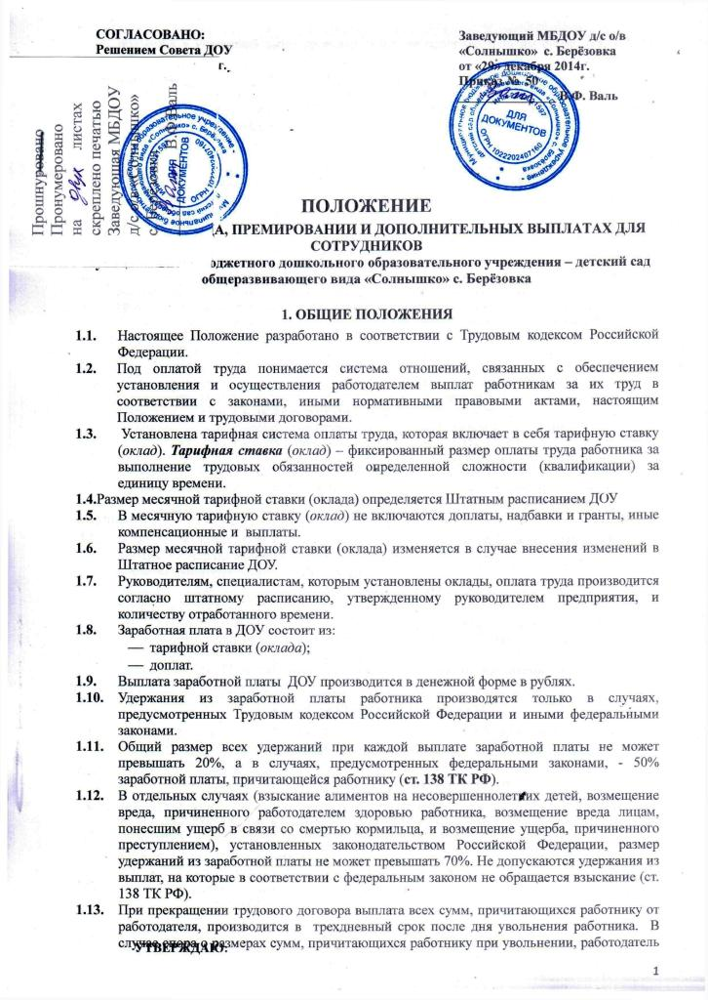 СОГЛАСОВАНО:
Решением Совета ДОУ
г.
Заведующий МБДОУ д/с о/в
«Солнышко» с. Берёзовка
от «29» декабря 2014г.
Приказ № 50
В.Ф. Валь
Прошнуровано
Пронумеровано
на двух листах
скреплено печатью
Заведующая МБДОУ
д/с о/в «Солнышко»
В.Ф. Валь
ДЛЯ
ДОКУМЕНТОВ
ОГРН 1022202407160
ДЛЯ
ДОКУМЕНТОВ
ПОЛОЖЕНИЕ
А, ПРЕМИРОВАНИИ И ДОПОЛНИТЕЛЬНЫХ ВЫПЛАТАХ ДЛЯ
СОТРУДНИКОВ
юджетного дошкольного образовательного учреждения – детский сад
общеразвивающего вида «Солнышко» с. Берёзовка
1. ОБЩИЕ ПОЛОЖЕНИЯ
1.1. Настоящее Положение разработано в соответствии с Трудовым кодексом Российской
Федерации.
1.2. Под оплатой труда понимается система отношений, связанных с обеспечением
установления и осуществления работодателем выплат работникам за их труд в
соответствии с законами, иными нормативными правовыми актами, настоящим
Положением и трудовыми договорами.
1.3. Установлена тарифная система оплаты труда, которая включает в себя тарифную ставку
(оклад). Тарифная ставка (оклад) – фиксированный размер оплаты труда работника за
выполнение трудовых обязанностей определенной сложности (квалификации) за
единицу времени.
1.4.Размер месячной тарифной ставки (оклада) определяется Штатным расписанием ДОУ
1.5. В месячную тарифную ставку (оклад) не включаются доплаты, надбавки и гранты, иные
компенсационные и выплаты.
1.6. Размер месячной тарифной ставки (оклада) изменяется в случае внесения изменений в
Штатное расписание ДОУ.
1.7. Руководителям, специалистам, которым установлены оклады, оплата труда производится
согласно штатному расписанию, утвержденному руководителем предприятия, и
количеству отработанного времени.
1.8. Заработная плата в ДОУ состоит из:
— тарифной ставки (оклада);
— доплат.
1.9. Выплата заработной платы ДОУ производится в денежной форме в рублях.
1.10. Удержания из заработной платы работника производятся только в случаях,
предусмотренных Трудовым кодексом Российской Федерации и иными федеральными
законами.
1.11. Общий размер всех удержаний при каждой выплате заработной платы не может
превышать 20%, а в случаях, предусмотренных федеральными законами, - 50%
заработной платы, причитающейся работнику (ст. 138 ТК РФ).
1.12. В отдельных случаях (взыскание алиментов на несовершеннолетних детей, возмещение
вреда, причиненного работодателем здоровью работника, возмещение вреда лицам,
понесшим ущерб в связи со смертью кормильца, и возмещение ущерба, причиненного
преступлением), установленных законодательством Российской Федерации, размер
удержаний из заработной платы не может превышать 70%. Не допускаются удержания из
выплат, на которые в соответствии с федеральным законом не обращается взыскание (ст.
138 ТК РФ).
1.13. При прекращении трудового договора выплата всех сумм, причитающихся работнику от
работодателя, производится в трехдневный срок после дня увольнения работника. В
случае спора о размерах сумм, причитающихся работнику при увольнении, работодатель
УТВЕРЖДАЮ:
1